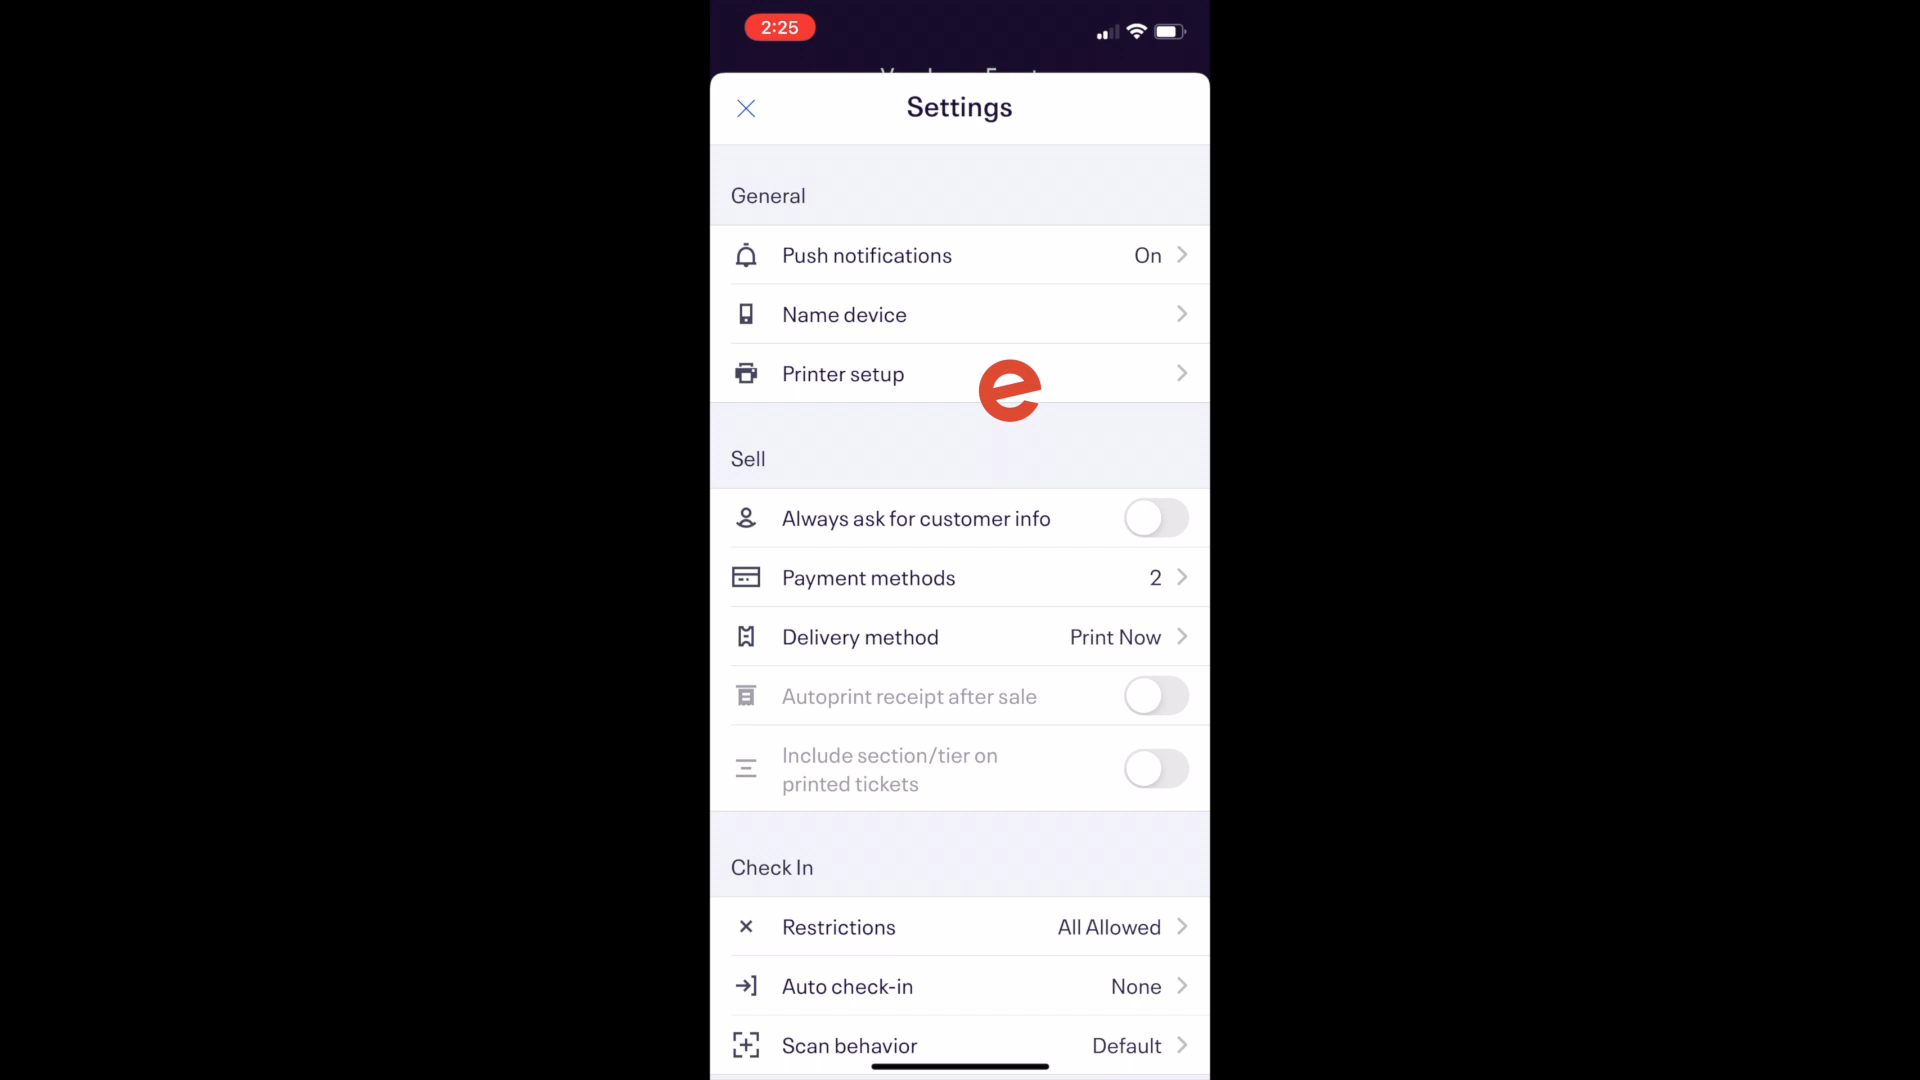 2:25
Settings
General
Push notifications On
Name device
Printer setup
e
Sell
Always ask for customer info
Payment methods 2
Delivery method Print Now
Autoprint receipt after sale
Include section/tier on
printed tickets
Check In
Restrictions All Allowed
Auto check-in None
Scan behavior Default